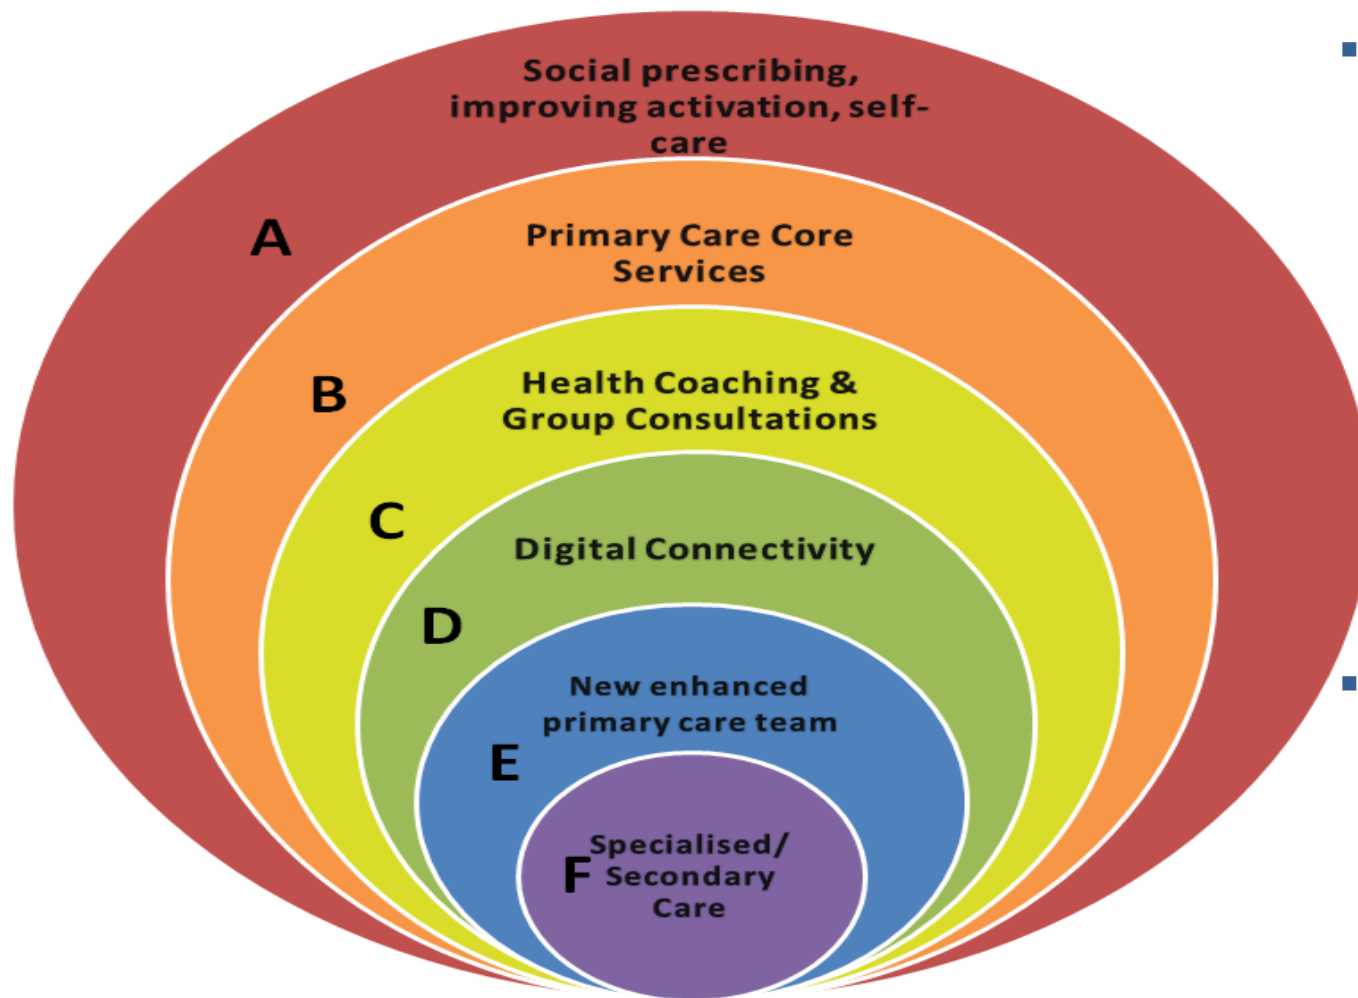 Social prescribing,
improving activation, self-
care
A
Primary Care Core
Services
B
Health Coaching &
Group Consultations
C
Digital Connectivity
D
New enhanced
primary care team
E
Specialised/
F Secondary
Care